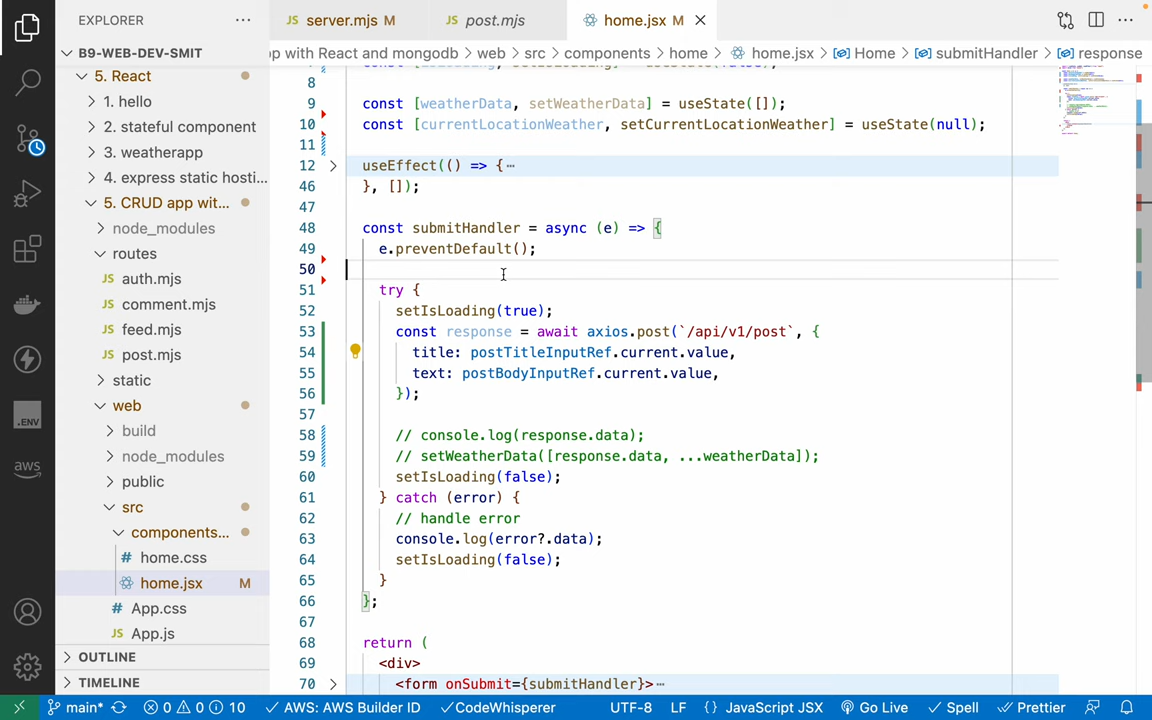 EXPLORER
server.mjs M
post.mjs
home.jsx M
B9-WEB-DEV-SMIT
pp with React and mongodb > web > src > components > home > home.jsx > Home > submitHandler > response
5. React
1. hello
2. stateful component
3. weatherapp
4. express static hosti...
5. CRUD app wit...
node_modules
routes
JS auth.mjs
JS comment.mjs
JS feed.mjs
JS post.mjs
static
web
build
node_modules
public
src
components...
# home.css
home.jsx M
# App.css
JS App.js
OUTLINE
TIMELINE
.ENV
aws
8
9 const [weatherData, setWeatherData] = useState([]);
10 const [currentLocationWeather, setCurrentLocationWeather] = useState(null);
11
12 useEffect(() => {…
46 }, []);
47
48 const submitHandler = async (e) => {
49 e.preventDefault();
50
51 try {
52 setIsLoading(true);
53 const response = await axios.post(`/api/v1/post`, {
54 title: postTitleInputRef.current.value,
55 text: postBodyInputRef.current.value,
56 });
57
58 // console.log(response.data);
59 // setWeatherData([response.data, ...weatherData]);
60 setIsLoading(false);
61 } catch (error) {
62 // handle error
63 console.log(error?.data);
64 setIsLoading(false);
65 }
66 };
67
68 return (
69 <div>
70 <form onSubmit={submitHandler}>…
main* 0 0 10 AWS: AWS Builder ID CodeWhisperer UTF-8 LF {} JavaScript JSX Go Live Spell Prettier